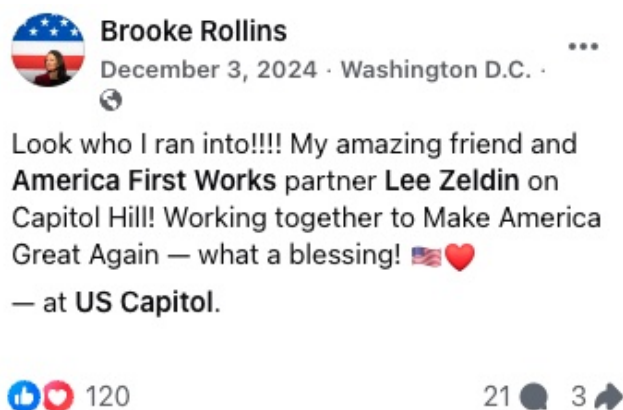 Brooke Rollins
December 3, 2024 · Washington D.C. ·
Look who I ran into!!!! My amazing friend and
America First Works partner Lee Zeldin on
Capitol Hill! Working together to Make America
Great Again — what a blessing! 🇺🇸❤️
— at US Capitol.
120
21 3